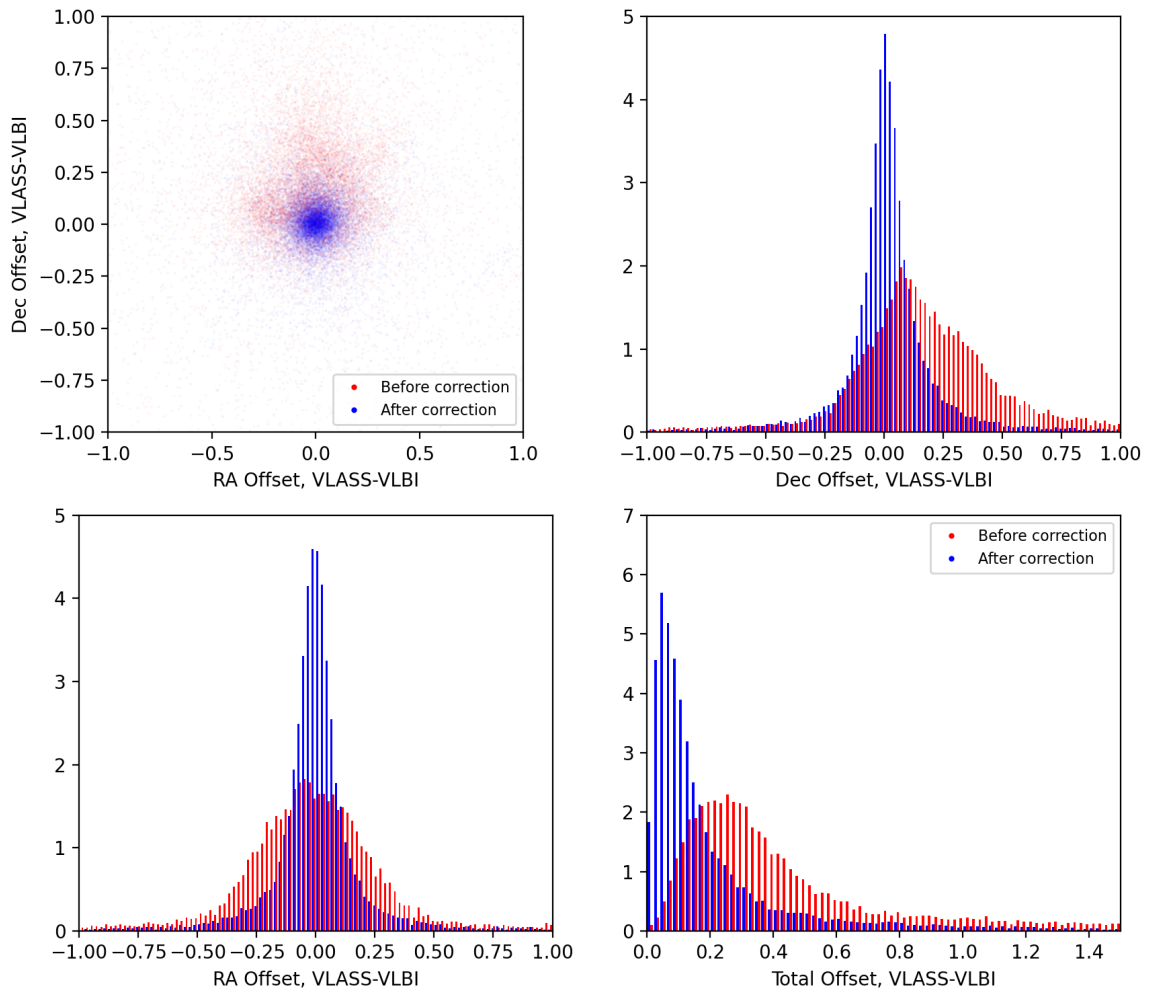 1.00
0.75
0.50
0.25
0.00
−0.25
−0.50
−0.75
−1.00
Dec Offset, VLASS-VLBI
−1.0 −0.5 0.0 0.5 1.0
RA Offset, VLASS-VLBI
Before correction
After correction
5
4
3
2
1
0
−1.00 −0.75 −0.50 −0.25 0.00 0.25 0.50 0.75 1.00
Dec Offset, VLASS-VLBI
5
4
3
2
1
0
−1.00 −0.75 −0.50 −0.25 0.00 0.25 0.50 0.75 1.00
RA Offset, VLASS-VLBI
7
6
5
4
3
2
1
0
0.0 0.2 0.4 0.6 0.8 1.0 1.2 1.4
Total Offset, VLASS-VLBI
Before correction
After correction